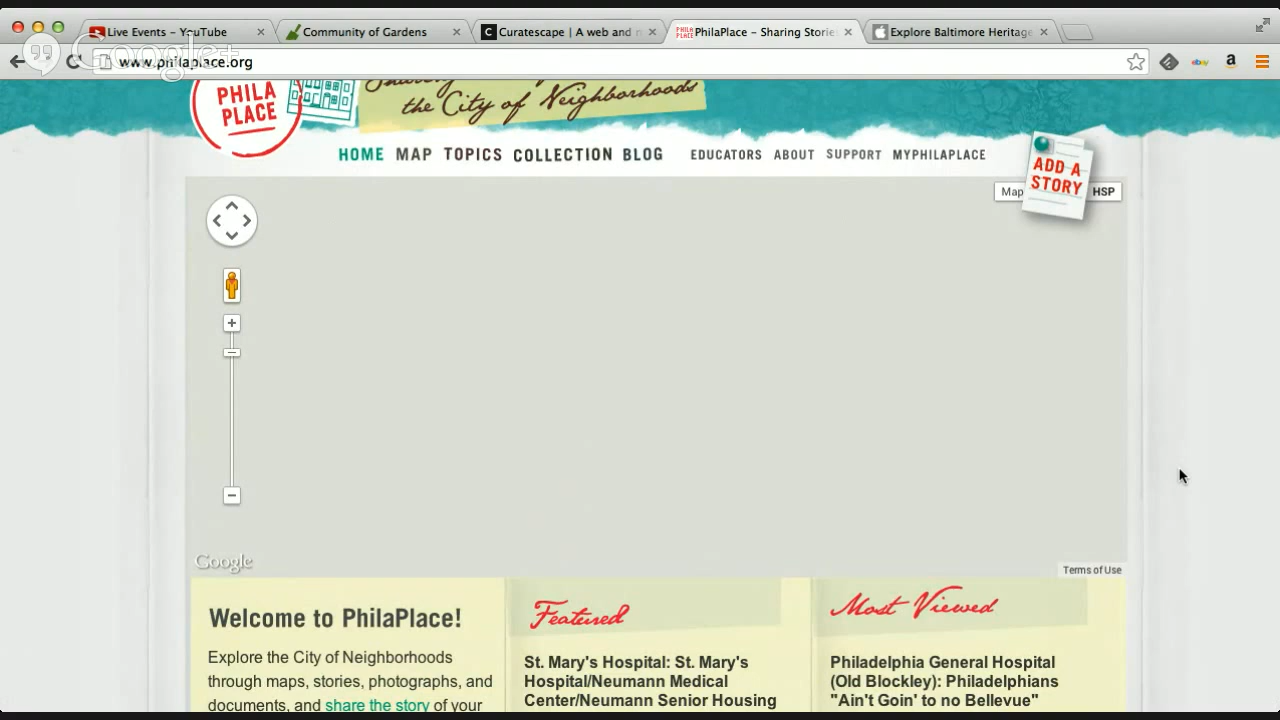 Live Events - YouTube
Community of Gardens
Curatescape | A web and m
PhilaPlace - Sharing Storie
Explore Baltimore Heritage
Google+
www.philaplace.org
PHILA
PLACE
the City of Neighborhoods
HOME MAP TOPICS COLLECTION BLOG EDUCATORS ABOUT SUPPORT MYPHILAPLACE
ADD A
STORY
Map
HSP
Google
Terms of Use
Welcome to PhilaPlace!
Explore the City of Neighborhoods
through maps, stories, photographs, and
documents, and share the story of your
Featured
St. Mary's Hospital: St. Mary's
Hospital/Neumann Medical
Center/Neumann Senior Housing
Most Viewed
Philadelphia General Hospital
(Old Blockley): Philadelphians
"Ain't Goin' to no Bellevue"